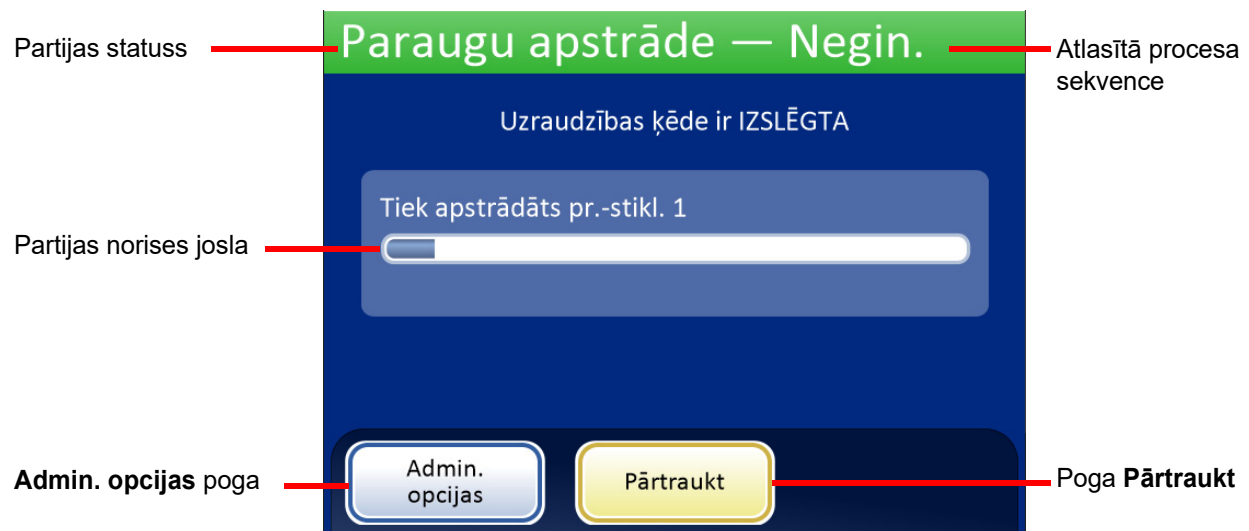 Partijas statuss
Paraugu apstrāde — Negin.
Atlasītā procesa
sekvence
Uzraudzības ķēde ir IZSLĒGTA
Tiek apstrādāts pr.-stikl. 1
Partijas norises josla
Admin. opcijas poga
Admin.
opcijas
Pārtraukt
Poga Pārtraukt